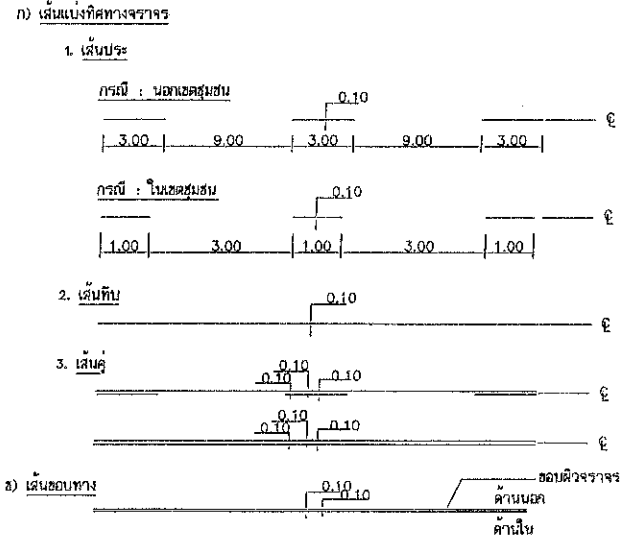 ก) เส้นแบ่งทิศทางจราจร
1. เส้นประ
กรณี : นอกเขตชุมชน
0.10
℄
3.00 9.00 3.00 9.00 3.00
กรณี : ในเขตชุมชน
0.10
℄
1.00 3.00 1.00 3.00 1.00
2. เส้นทึบ
0.10
℄
3. เส้นคู่
0.10
0.10 0.10
℄
0.10
0.10 0.10
℄
ข) เส้นขอบทาง
0.10
0.10
ขอบผิวจราจร
ด้านนอก
ด้านใน